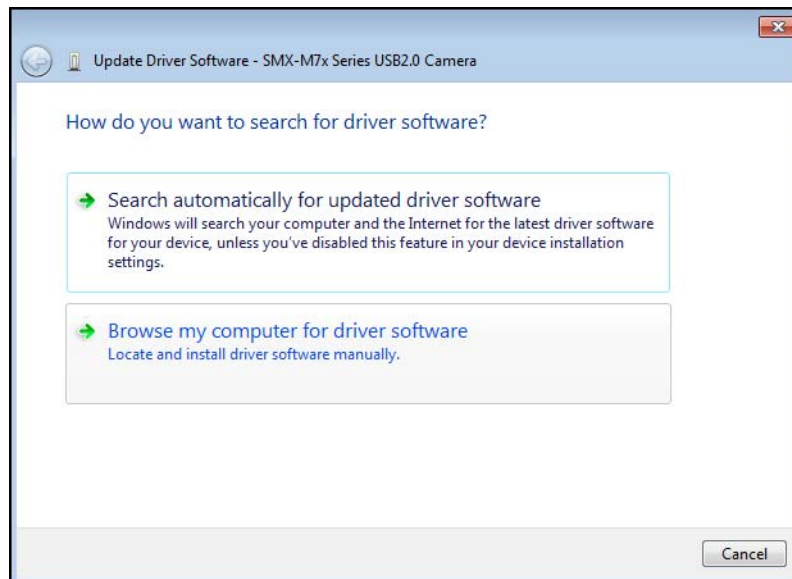 Update Driver Software - SMX-M7x Series USB2.0 Camera
How do you want to search for driver software?
Search automatically for updated driver software
Windows will search your computer and the Internet for the latest driver software
for your device, unless you've disabled this feature in your device installation
settings.
Browse my computer for driver software
Locate and install driver software manually.
Cancel